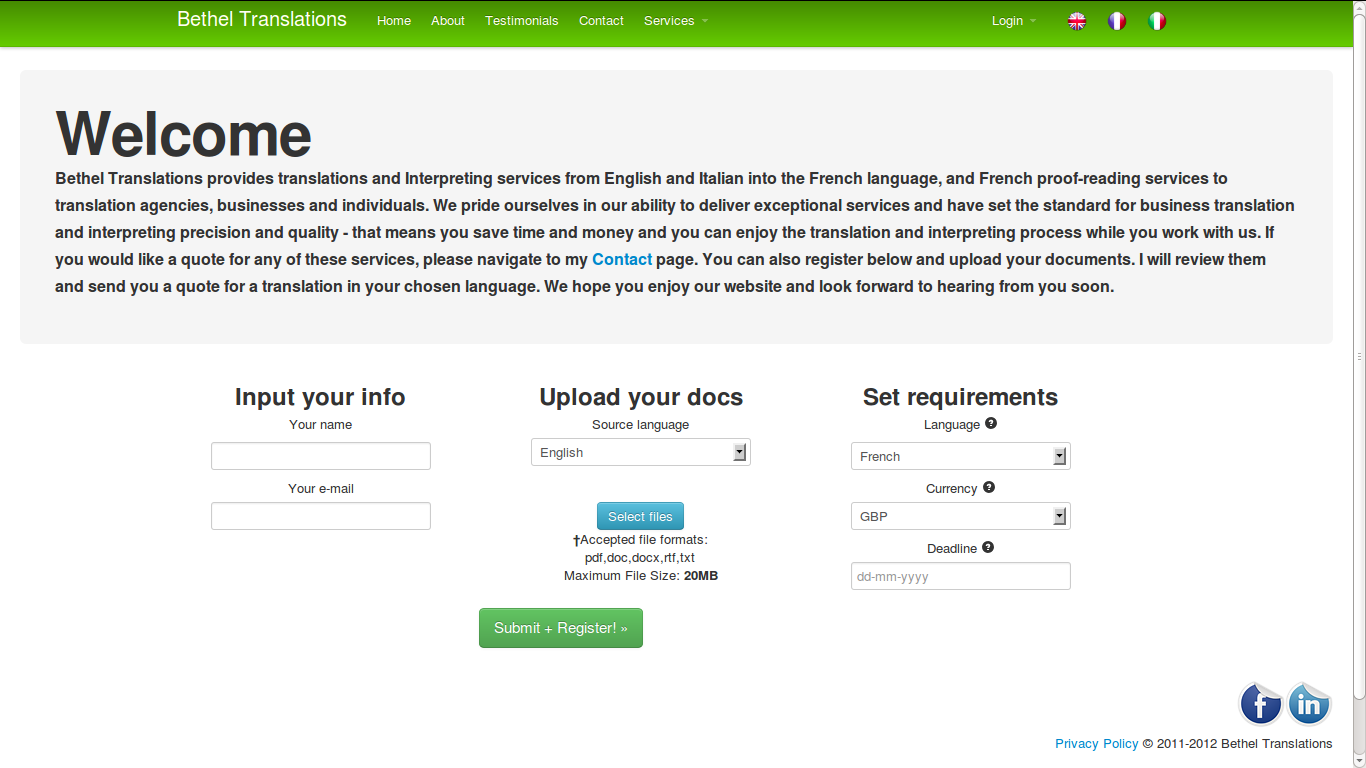 Bethel Translations Home About Testimonials Contact Services Login
Welcome
Bethel Translations provides translations and Interpreting services from English and Italian into the French language, and French proof-reading services to
translation agencies, businesses and individuals. We pride ourselves in our ability to deliver exceptional services and have set the standard for business translation
and interpreting precision and quality - that means you save time and money and you can enjoy the translation and interpreting process while you work with us. If
you would like a quote for any of these services, please navigate to my Contact page. You can also register below and upload your documents. I will review them
and send you a quote for a translation in your chosen language. We hope you enjoy our website and look forward to hearing from you soon.
Input your info
Your name
Your e-mail
Upload your docs
Source language
English
Select files
†Accepted file formats:
pdf,doc,docx,rtf,txt
Maximum File Size: 20MB
Set requirements
Language ?
French
Currency ?
GBP
Deadline ?
dd-mm-yyyy
Submit + Register! »
f in
Privacy Policy © 2011-2012 Bethel Translations